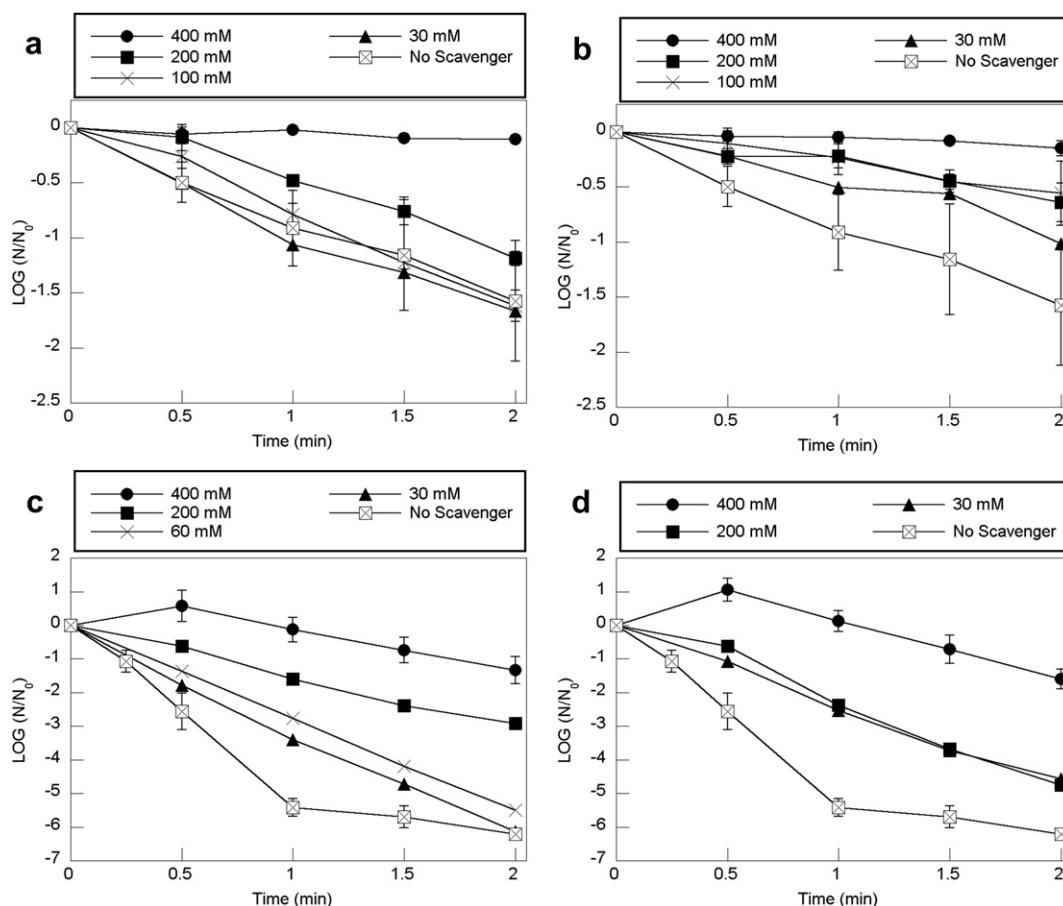 a
400 mM 30 mM
200 mM No Scavenger
100 mM
0
-0.5
-1
-1.5
-2
-2.5
LOG (N/N0)
0 0.5 1 1.5 2
Time (min)
b
400 mM 30 mM
200 mM No Scavenger
100 mM
0
-0.5
-1
-1.5
-2
-2.5
LOG (N/N0)
0 0.5 1 1.5 2
Time (min)
c
400 mM 30 mM
200 mM No Scavenger
60 mM
2
1
0
-1
-2
-3
-4
-5
-6
-7
LOG (N/N0)
0 0.5 1 1.5 2
Time (min)
d
400 mM 30 mM
200 mM No Scavenger
2
1
0
-1
-2
-3
-4
-5
-6
-7
LOG (N/N0)
0 0.5 1 1.5 2
Time (min)